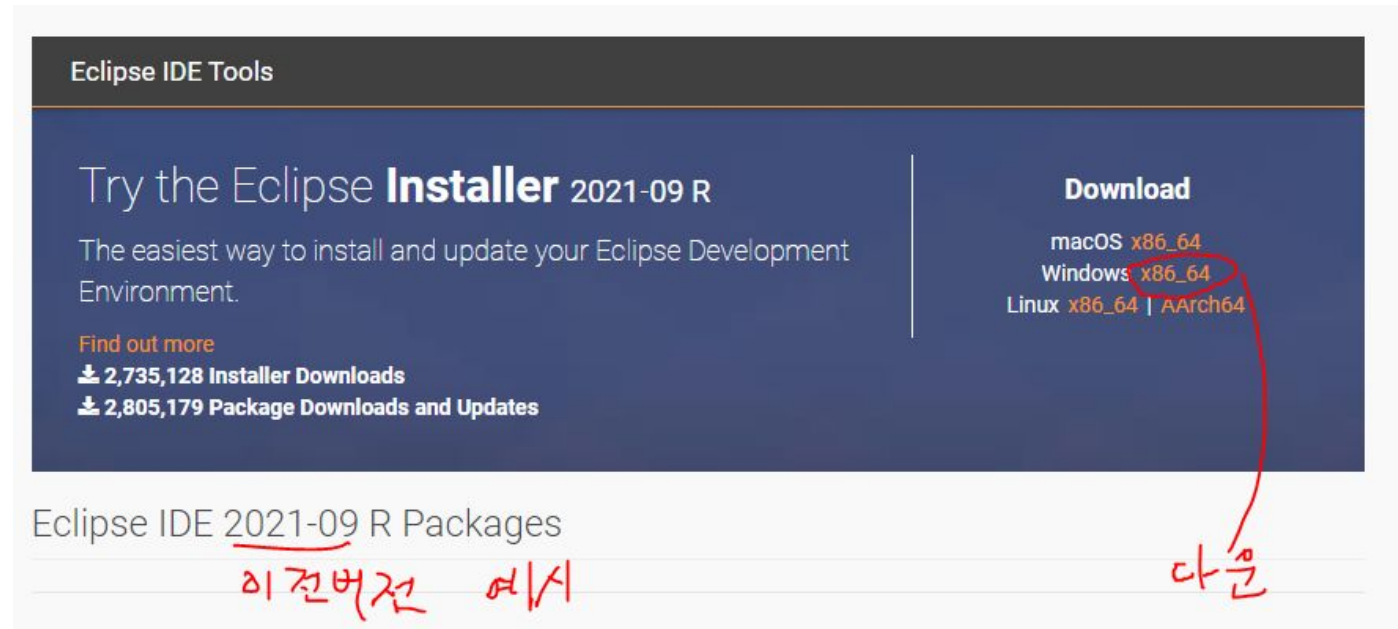 Eclipse IDE Tools
Try the Eclipse Installer 2021-09 R
The easiest way to install and update your Eclipse Development
Environment.
Find out more
2,735,128 Installer Downloads
2,805,179 Package Downloads and Updates
Download
macOS x86_64
Windows x86_64
Linux x86_64 | AArch64
Eclipse IDE 2021-09 R Packages
이전버전 예시
다운